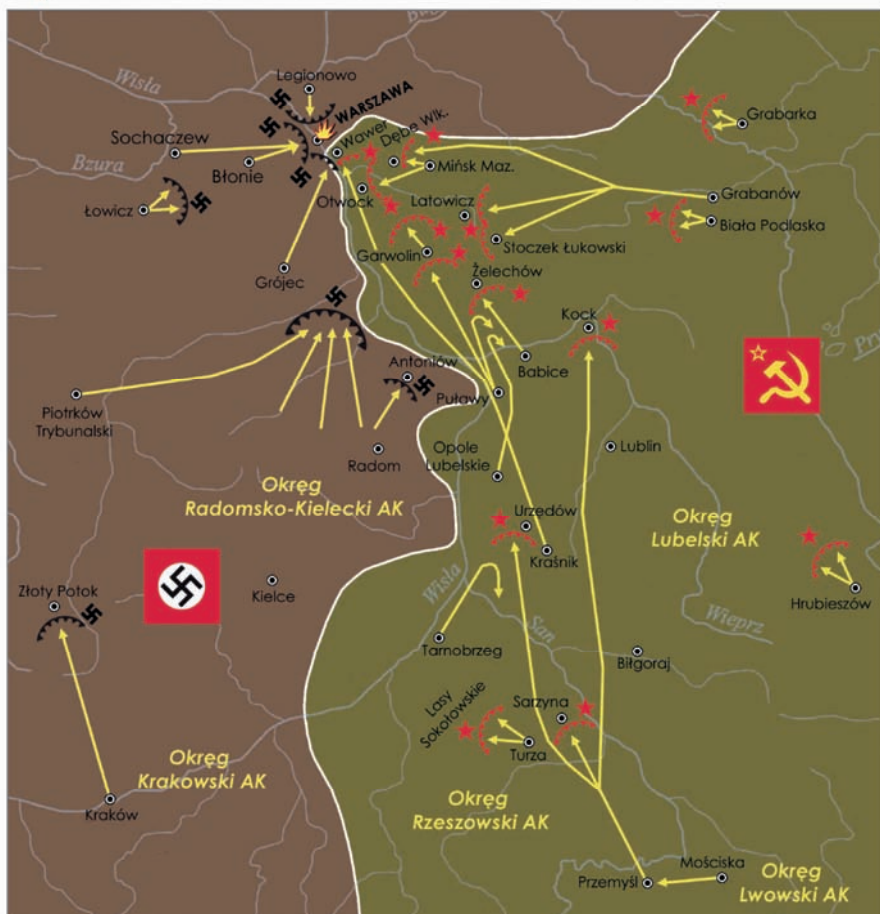 Wisła
Bug
Legionowo
WARSZAWA
Sochaczew
Wawer
Dębe Wlk.
Grabarka
Bzura
Błonie
Mińsk Maz.
Otwock
Grabanów
Łowicz
Latowicz
Biała Podlaska
Stoczek Łukowski
Garwolin
Grójec
Żelechów
Kock
Antoniów
Babice
Piotrków
Trybunalski
Puławy
Radom
Opole
Lubelskie
Lublin
Okręg
Radomsko-Kielecki AK
Urzędów
Okręg
Lubelski AK
Kraśnik
Złoty Potok
Kielce
Wisła
Hrubieszów
San
Wieprz
Tarnobrzeg
Biłgoraj
Lasy
Sokołowskie
Sarzyna
Turza
Okręg
Krakowski AK
Kraków
Okręg
Rzeszowski AK
Przemyśl
Mościska
Okręg
Lwowski AK